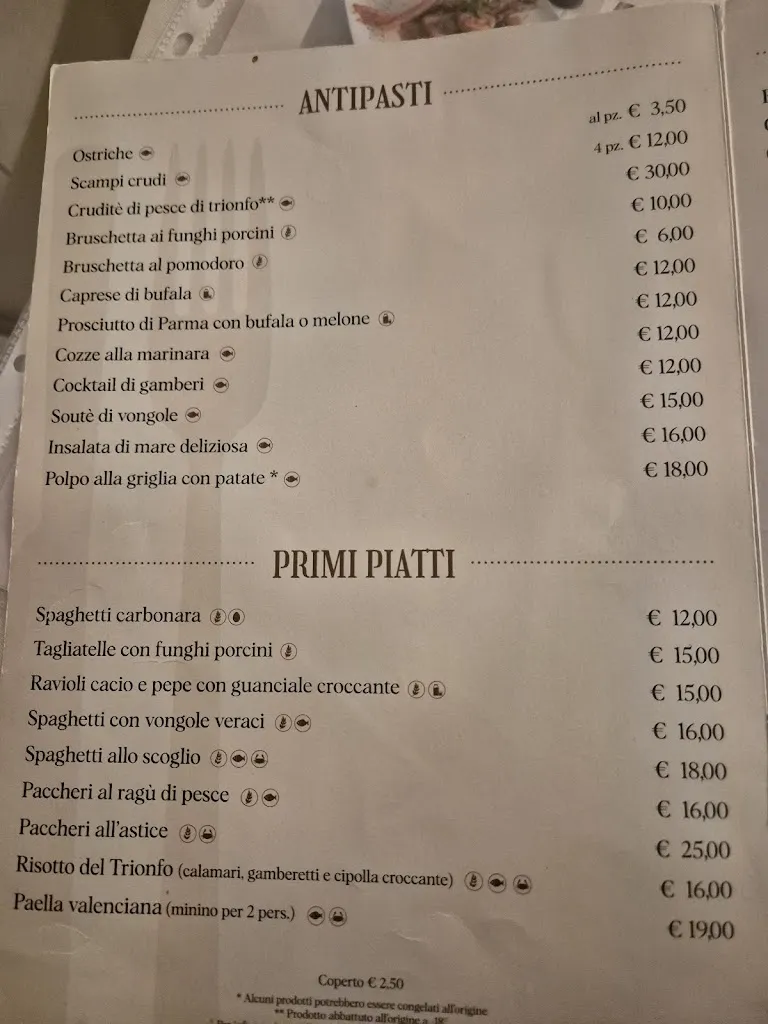 ANTIPASTI
Ostriche al pz. € 3,50
Scampi crudi 4 pz. € 12,00
Cruditè di pesce di trionfo** € 30,00
Bruschetta ai funghi porcini € 10,00
Bruschetta al pomodoro € 6,00
Caprese di bufala € 12,00
Prosciutto di Parma con bufala o melone € 12,00
Cozze alla marinara € 12,00
Cocktail di gamberi € 12,00
Soutè di vongole € 15,00
Insalata di mare deliziosa € 16,00
Polpo alla griglia con patate * € 18,00
PRIMI PIATTI
Spaghetti carbonara € 12,00
Tagliatelle con funghi porcini € 15,00
Ravioli cacio e pepe con guanciale croccante € 15,00
Spaghetti con vongole veraci € 16,00
Spaghetti allo scoglio € 18,00
Paccheri al ragù di pesce € 16,00
Paccheri all'astice € 25,00
Risotto del Trionfo (calamari, gamberetti e cipolla croccante) € 16,00
Paella valenciana (minino per 2 pers.) € 19,00
Coperto € 2,50
* Alcuni prodotti potrebbero essere congelati all'origine
** Prodotto abbattuto all'origine a -18°